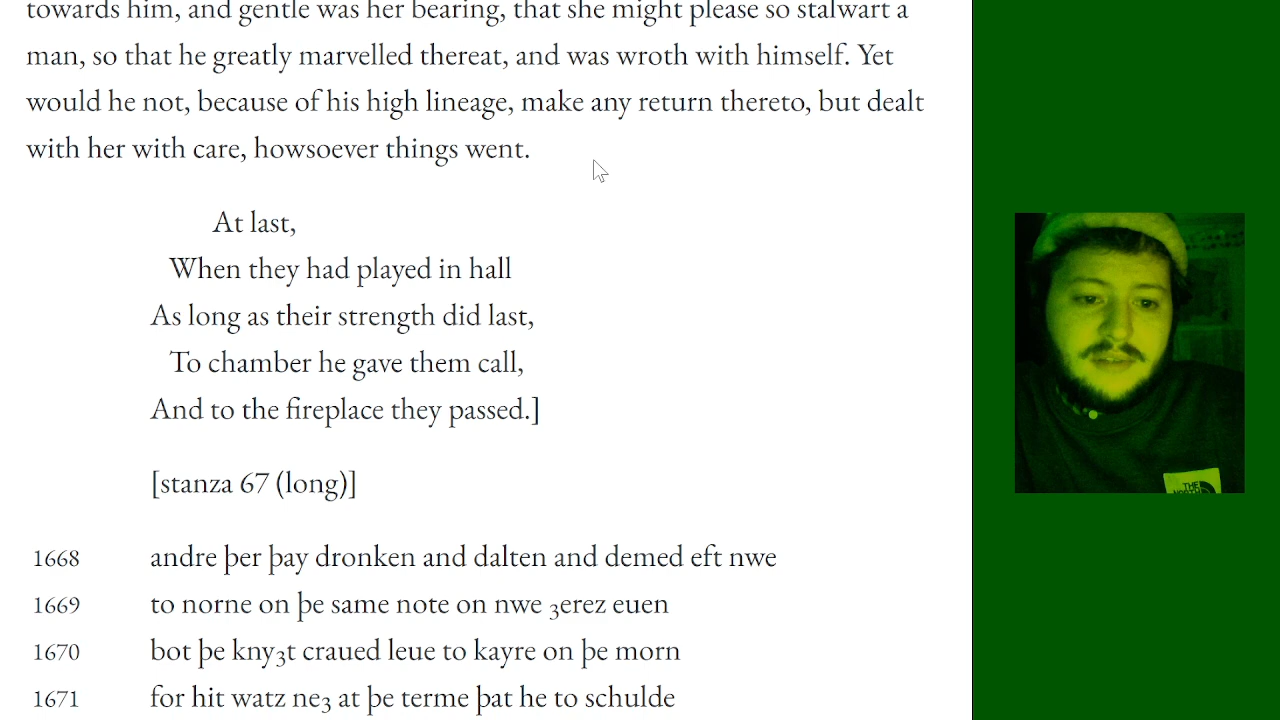 towards him, and gentle was her bearing, that she might please so stalwart a
man, so that he greatly marvelled thereat, and was wroth with himself. Yet
would he not, because of his high lineage, make any return thereto, but dealt
with her with care, howsoever things went.
At last,
When they had played in hall
As long as their strength did last,
To chamber he gave them call,
And to the fireplace they passed.]
[stanza 67 (long)]
1668 andre þer þay dronken and dalten and demed eft nwe
1669 to norne on þe same note on nwe ȝerez euen
1670 bot þe knyȝt craued leue to kayre on þe morn
1671 for hit watz neȝ at þe terme þat he to schulde
THE
NORTH